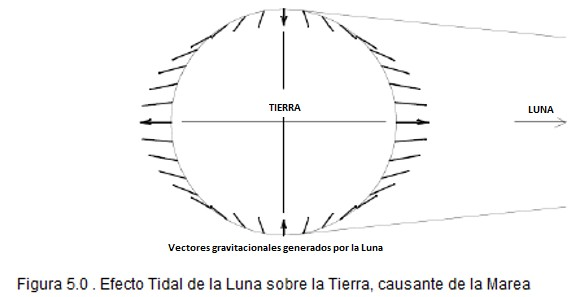 TIERRA
LUNA
Vectores gravitacionales generados por la Luna
Figura 5.0 . Efecto Tidal de la Luna sobre la Tierra, causante de la Marea